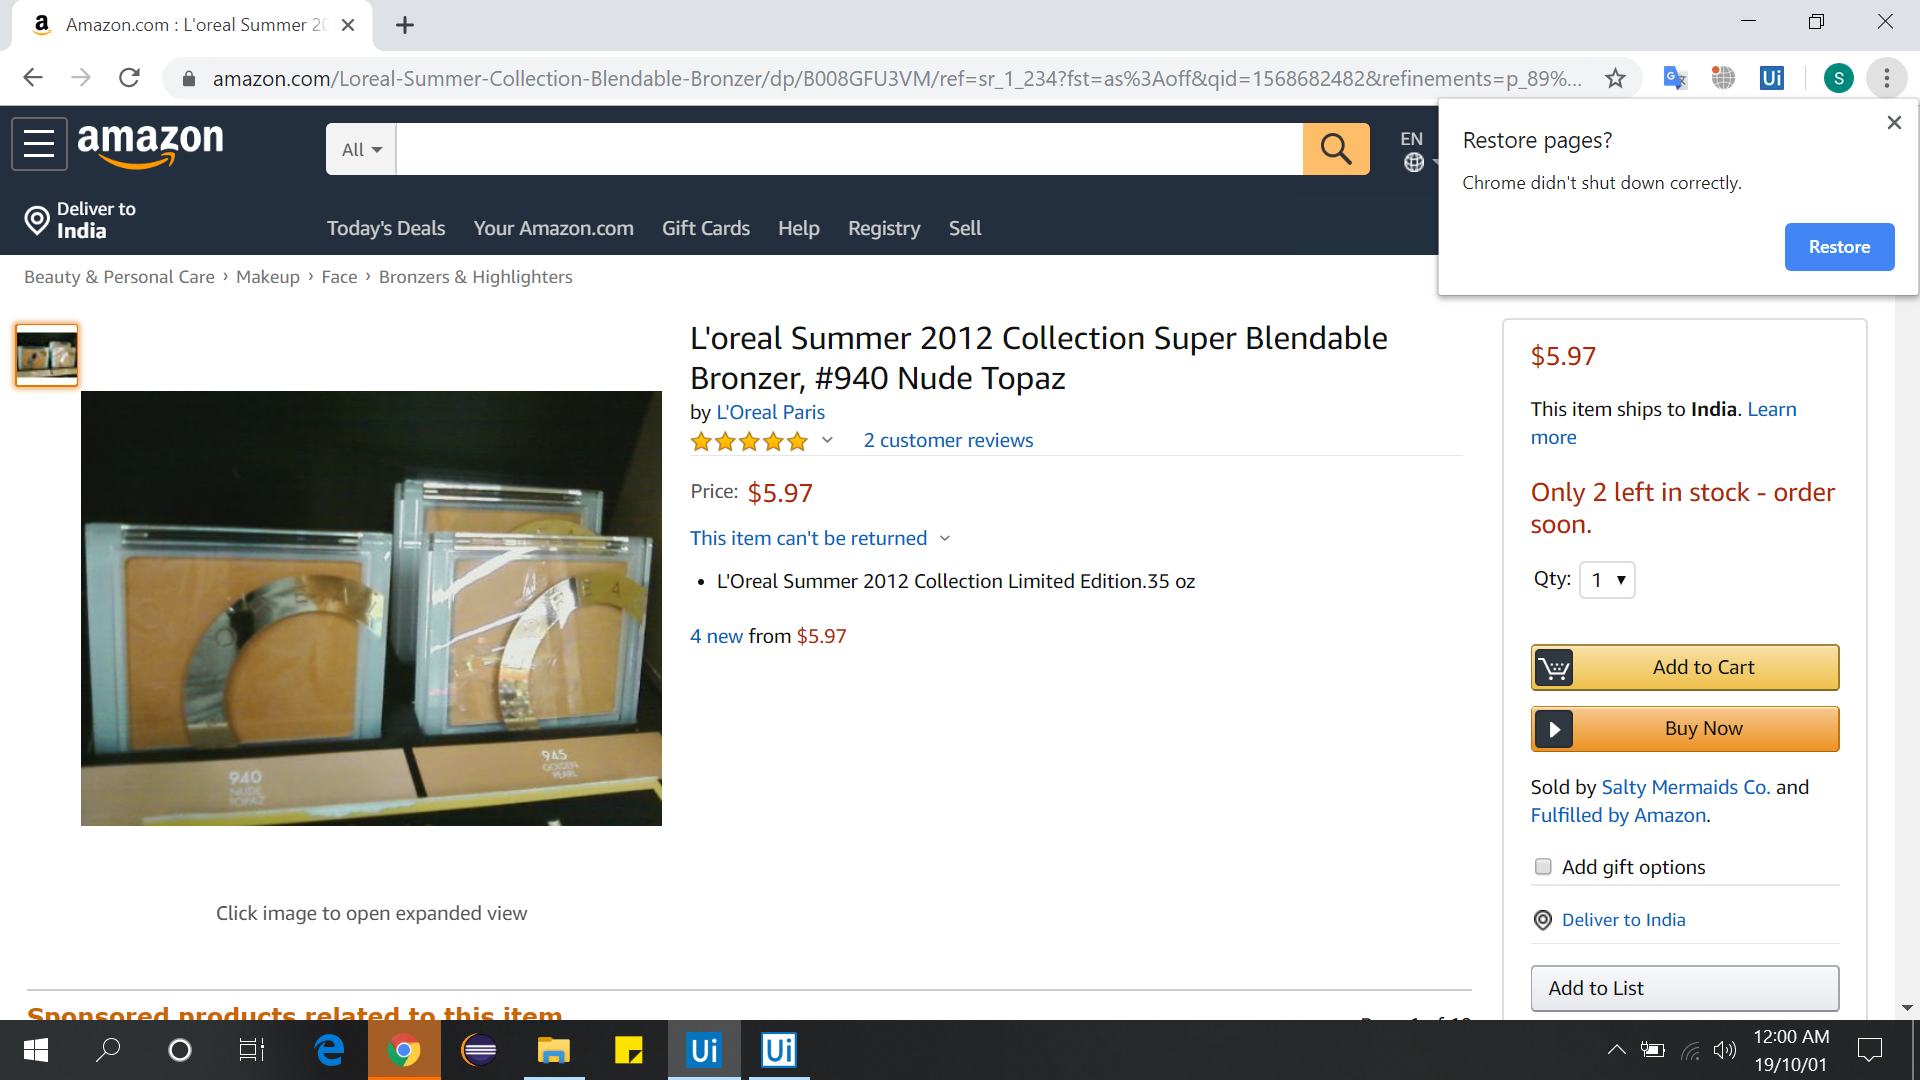 Amazon.com : L'oreal Summer 20
amazon.com/Loreal-Summer-Collection-Blendable-Bronzer/dp/B008GFU3VM/ref=sr_1_234?fst=as%3Aoff&qid=1568682482&refinements=p_89%...
Ui
S
Restore pages?
Chrome didn't shut down correctly.
Restore
amazon
All
EN
Deliver to
India
Today's Deals
Your Amazon.com
Gift Cards
Help
Registry
Sell
Beauty & Personal Care › Makeup › Face › Bronzers & Highlighters
L'oreal Summer 2012 Collection Super Blendable
Bronzer, #940 Nude Topaz
by L'Oreal Paris
2 customer reviews
Price: $5.97
This item can't be returned
• L'Oreal Summer 2012 Collection Limited Edition.35 oz
4 new from $5.97
940
NUDE
TOPAZ
945
GOLDEN
PEARL
Click image to open expanded view
$5.97
This item ships to India. Learn
more
Only 2 left in stock - order
soon.
Qty: 1
Add to Cart
Buy Now
Sold by Salty Mermaids Co. and
Fulfilled by Amazon.
Add gift options
Deliver to India
Add to List
Sponsored products related to this item
Page 1 of 10
Ui
Ui
12:00 AM
19/10/01